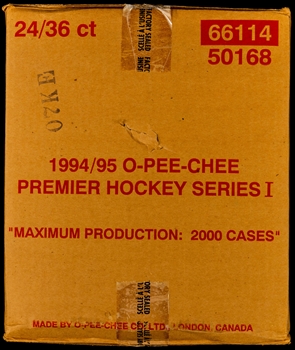 24/36 ct
66114
50168
1994/95 O-PEE-CHEE
PREMIER HOCKEY SERIES I
"MAXIMUM PRODUCTION: 2000 CASES"
MADE BY O-PEE-CHEE CO. LTD., LONDON, CANADA